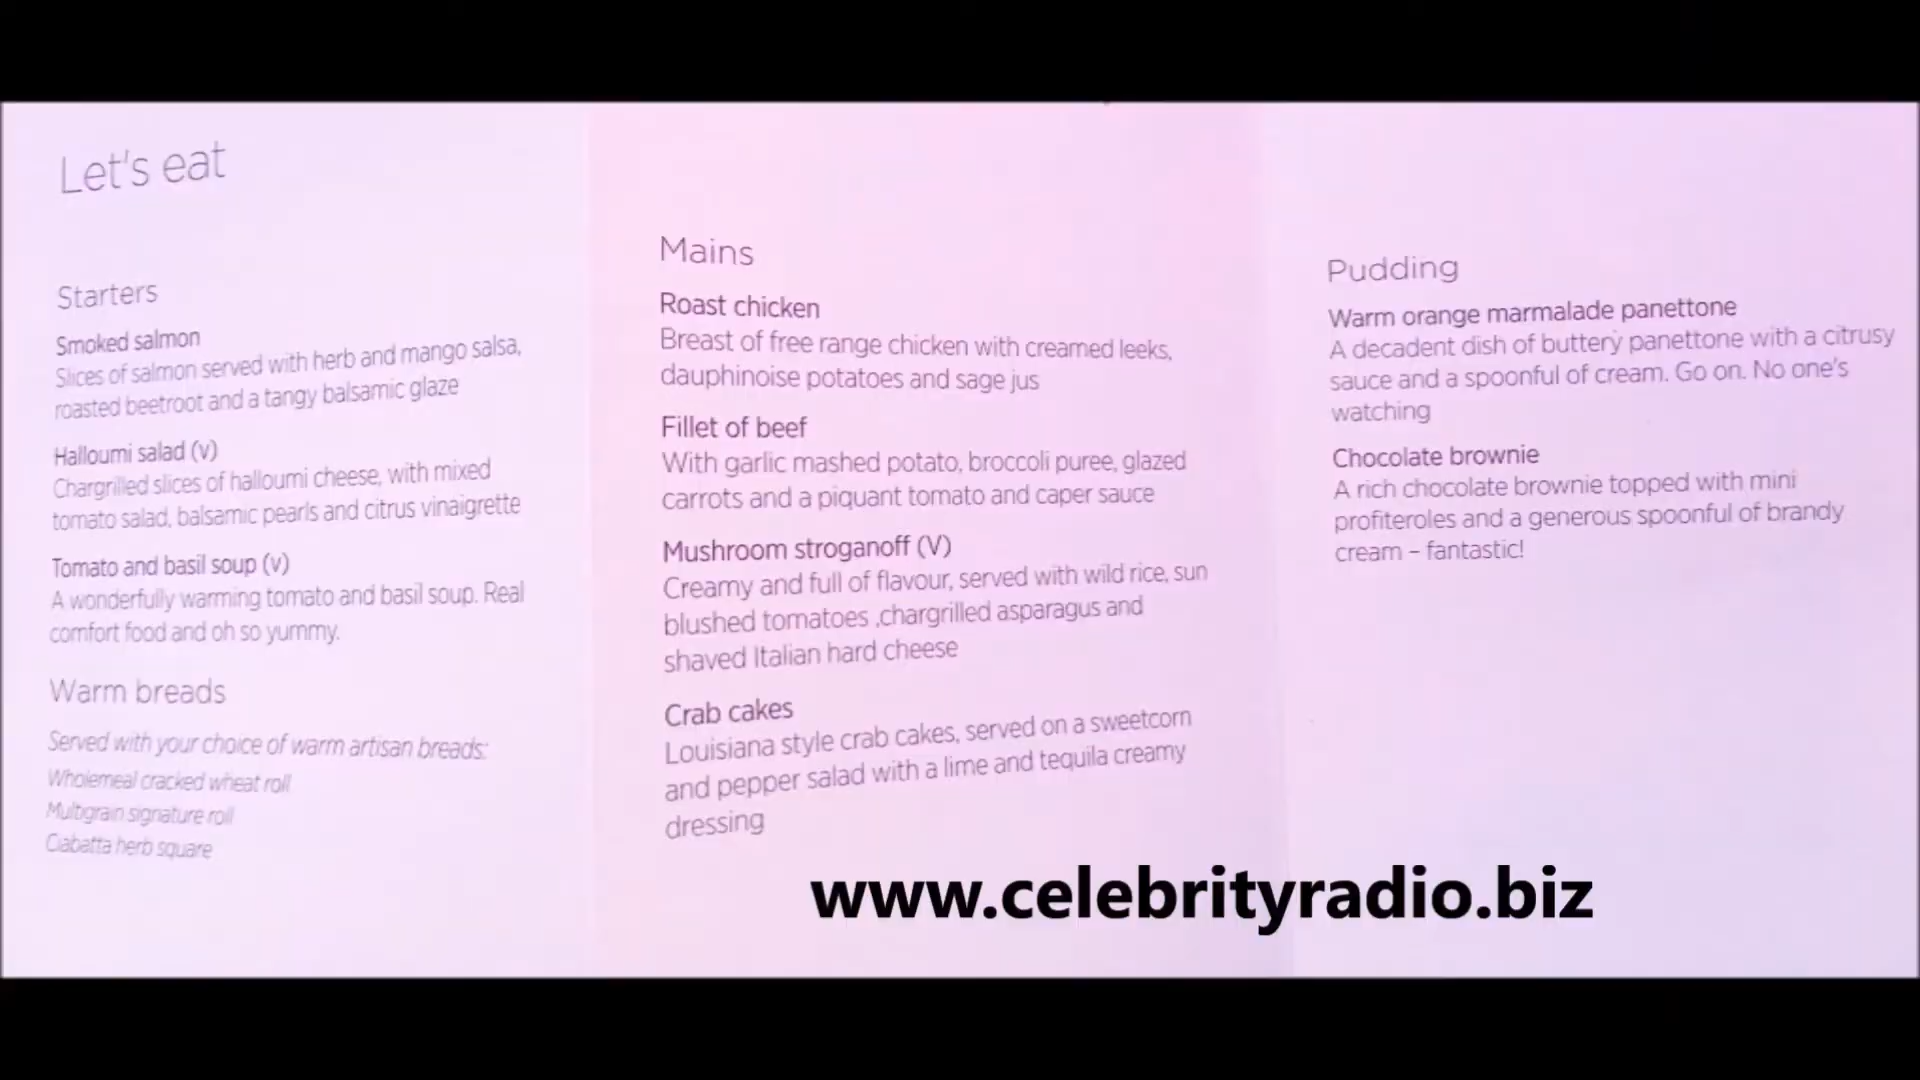 Let's eat
Starters
Smoked salmon
Slices of salmon served with herb and mango salsa,
roasted beetroot and a tangy balsamic glaze
Halloumi salad (v)
Chargrilled slices of halloumi cheese, with mixed
tomato salad, balsamic pearls and citrus vinaigrette
Tomato and basil soup (v)
A wonderfully warming tomato and basil soup. Real
comfort food and oh so yummy.
Warm breads
Served with your choice of warm artisan breads:
Wholemeal cracked wheat roll
Multigrain signature roll
Ciabatta herb square
Mains
Roast chicken
Breast of free range chicken with creamed leeks,
dauphinoise potatoes and sage jus
Fillet of beef
With garlic mashed potato, broccoli puree, glazed
carrots and a piquant tomato and caper sauce
Mushroom stroganoff (V)
Creamy and full of flavour, served with wild rice, sun
blushed tomatoes ,chargrilled asparagus and
shaved Italian hard cheese
Crab cakes
Louisiana style crab cakes, served on a sweetcorn
and pepper salad with a lime and tequila creamy
dressing
Pudding
Warm orange marmalade panettone
A decadent dish of buttery panettone with a citrusy
sauce and a spoonful of cream. Go on. No one's
watching
Chocolate brownie
A rich chocolate brownie topped with mini
profiteroles and a generous spoonful of brandy
cream – fantastic!
www.celebrityradio.biz